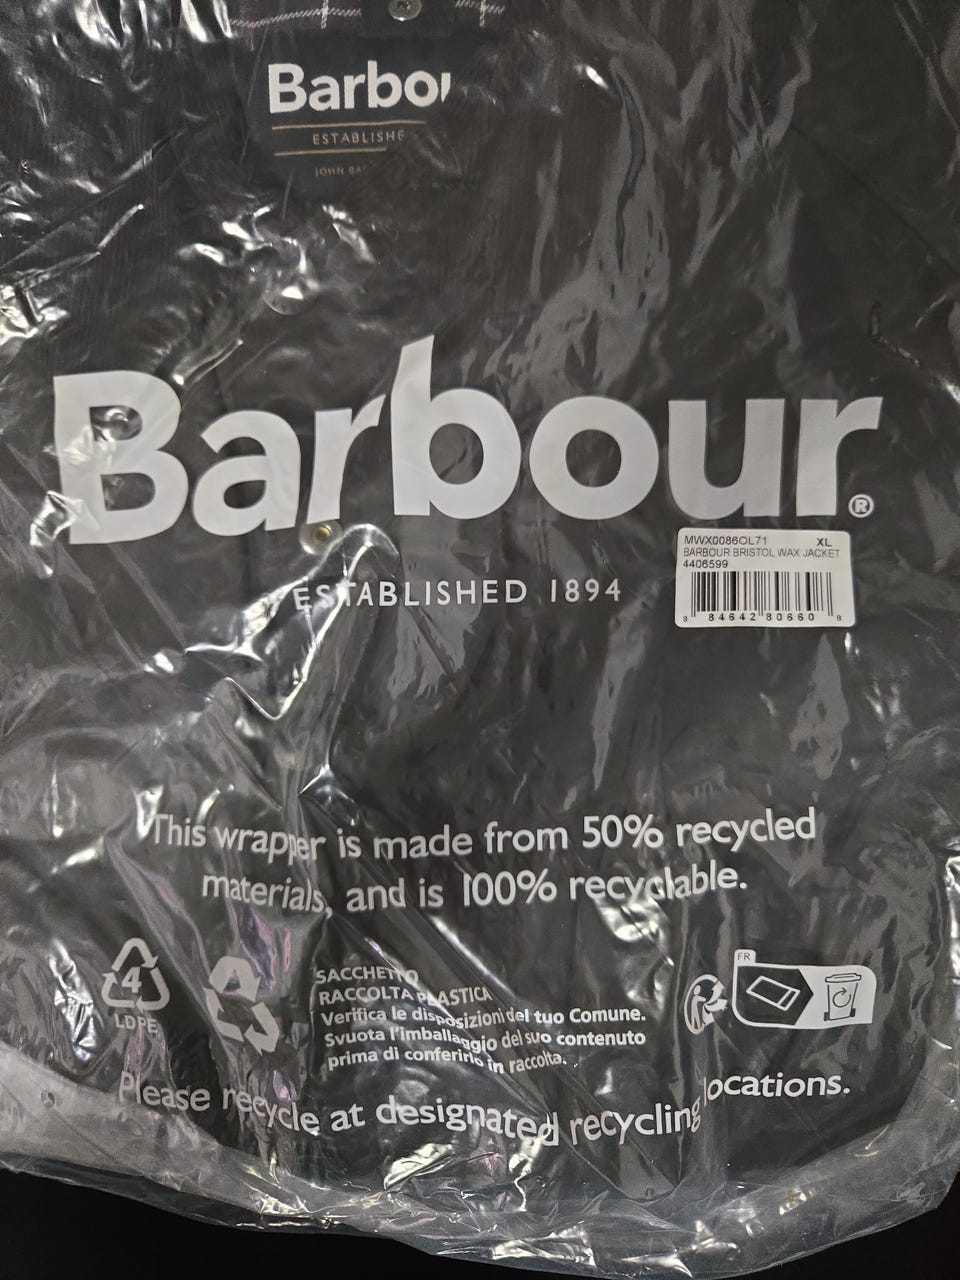 Barbou
ESTABLISHE
JOHN BA
Barbour®
ESTABLISHED 1894
MWX0086OL71 XL
BARBOUR BRISTOL WAX JACKET
4406599
8 84642 80660 8
This wrapper is made from 50% recycled
materials, and is 100% recyclable.
4
LDPE
SACCHETTO
RACCOLTA PLASTICA
Verifica le disposizioni del tuo Comune.
Svuota l'imballaggio del suo contenuto
prima di conferirlo in raccolta.
FR
Please recycle at designated recycling locations.